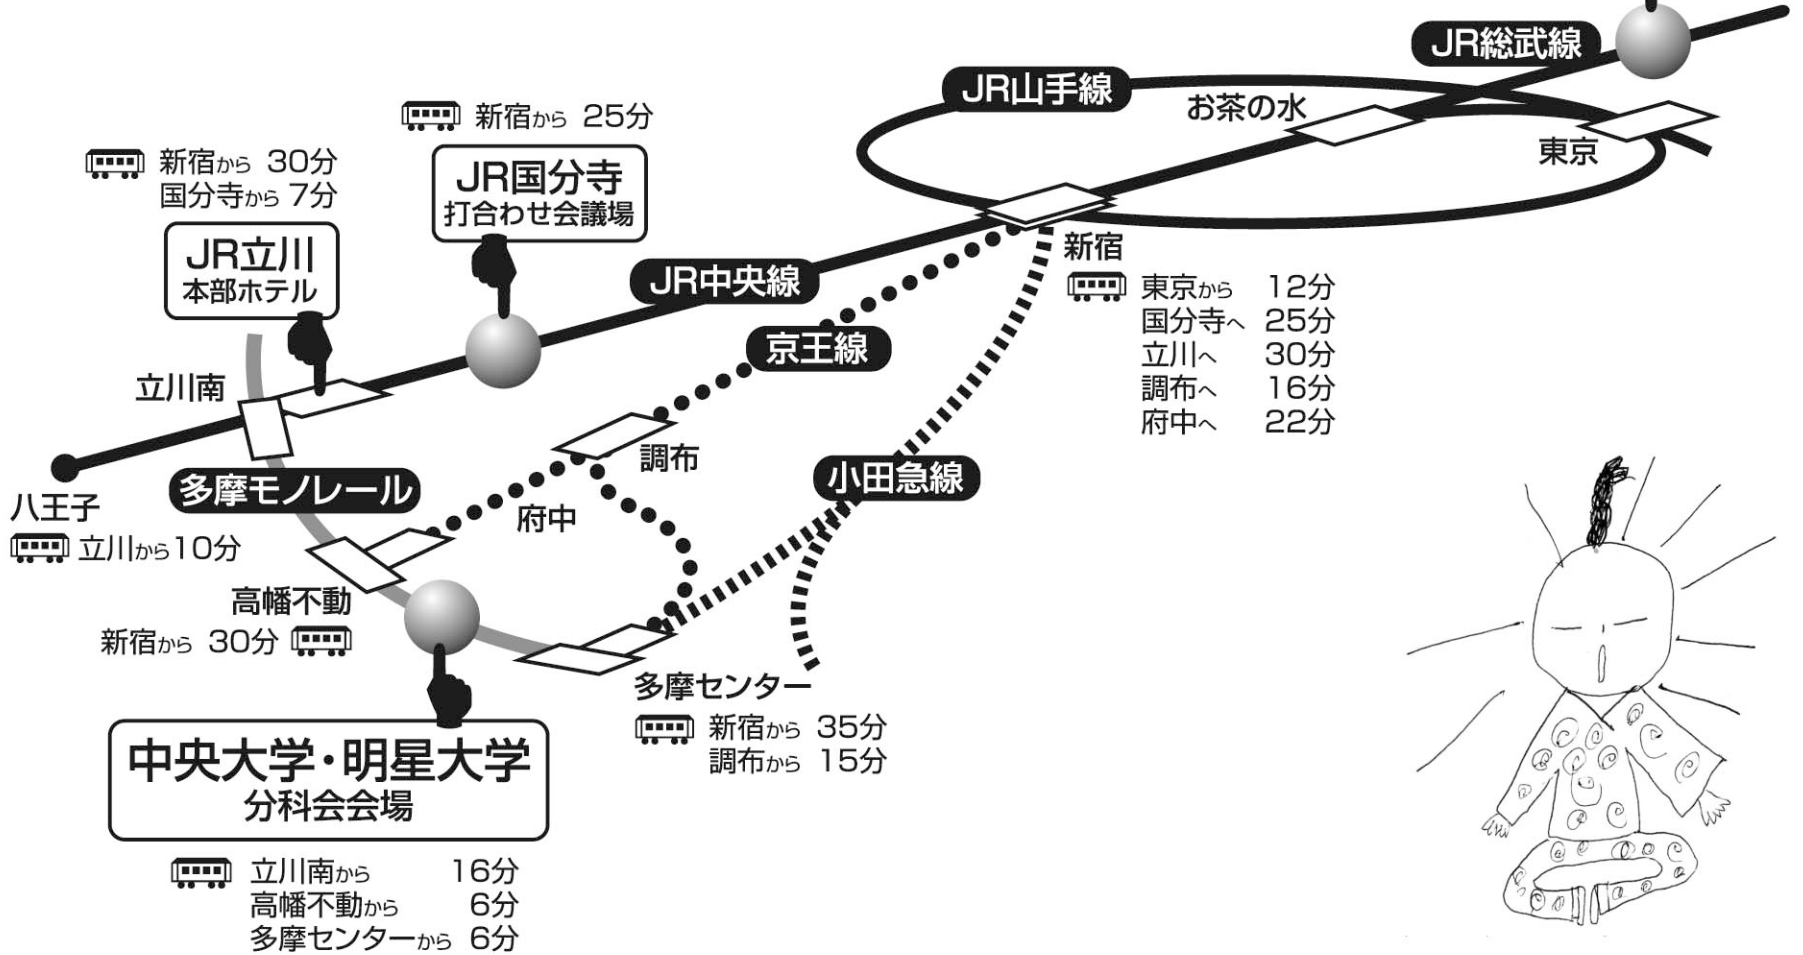 JR総武線
JR山手線
お茶の水
東京
新宿から 25分
JR国分寺
打合わせ会議場
新宿から 30分
国分寺から 7分
JR立川
本部ホテル
新宿
東京から 12分
国分寺へ 25分
立川へ 30分
調布へ 16分
府中へ 22分
JR中央線
京王線
立川南
調布
小田急線
多摩モノレール
府中
八王子
立川から10分
高幡不動
新宿から 30分
多摩センター
新宿から 35分
調布から 15分
中央大学・明星大学
分科会会場
立川南から 16分
高幡不動から 6分
多摩センターから 6分